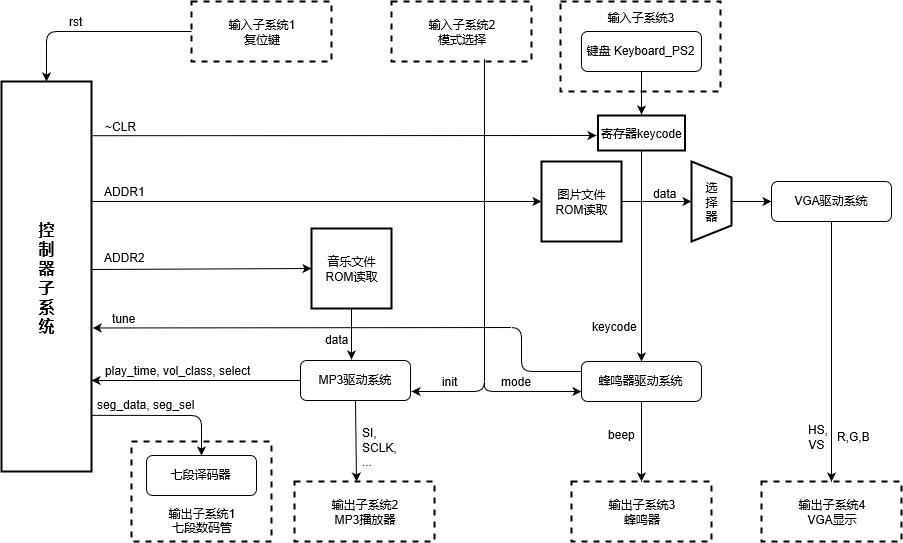 rst
输入子系统1
复位键
输入子系统2
模式选择
输入子系统3
键盘 Keyboard_PS2
~CLR
寄存器keycode
ADDR1
图片文件
ROM读取
data
选
择
器
VGA驱动系统
控
制
器
子
系
统
ADDR2
音乐文件
ROM读取
tune
data
keycode
play_time, vol_class, select
MP3驱动系统
init
mode
蜂鸣器驱动系统
seg_data, seg_sel
SI,
SCLK,
...
beep
HS,
VS
R,G,B
七段译码器
输出子系统1
七段数码管
输出子系统2
MP3播放器
输出子系统3
蜂鸣器
输出子系统4
VGA显示